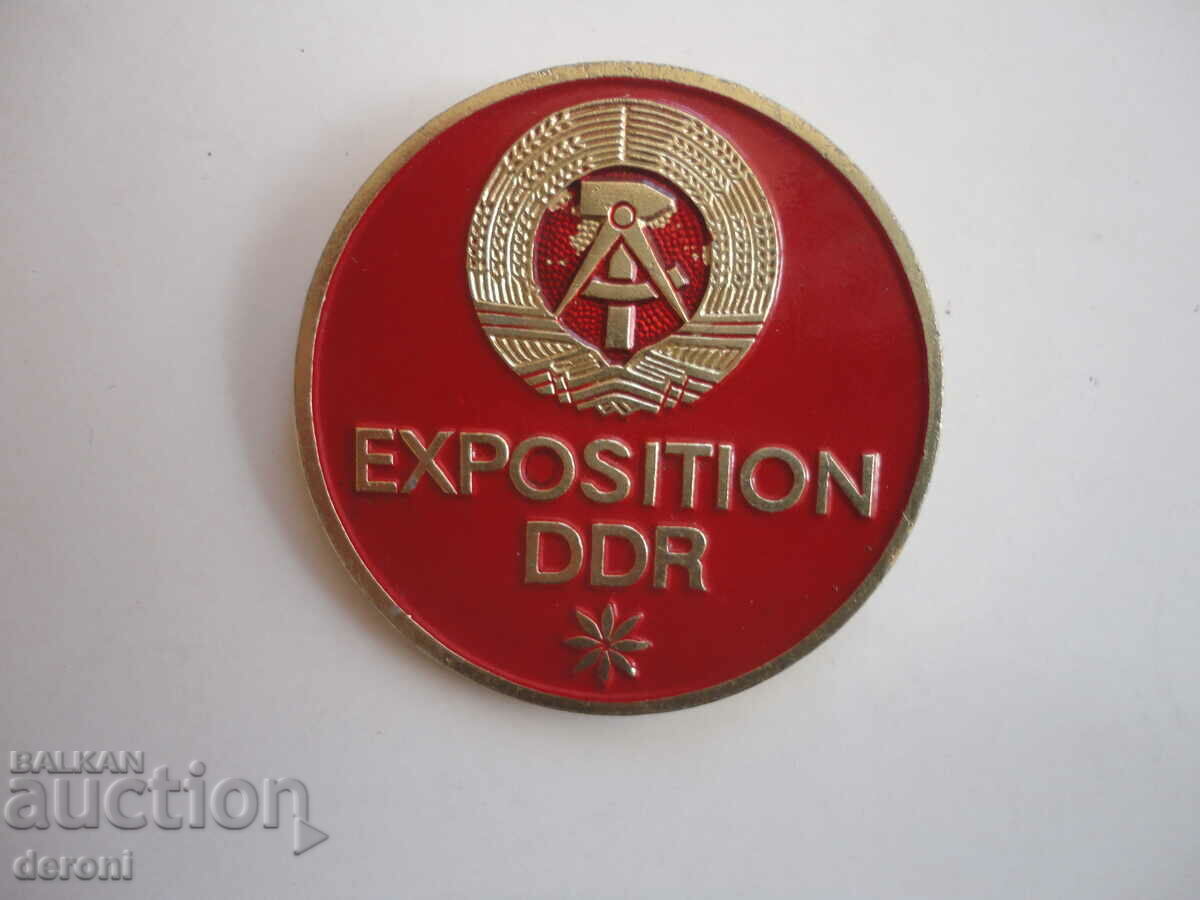 EXPOSITION
DDR
BALKAN
auction
deroni